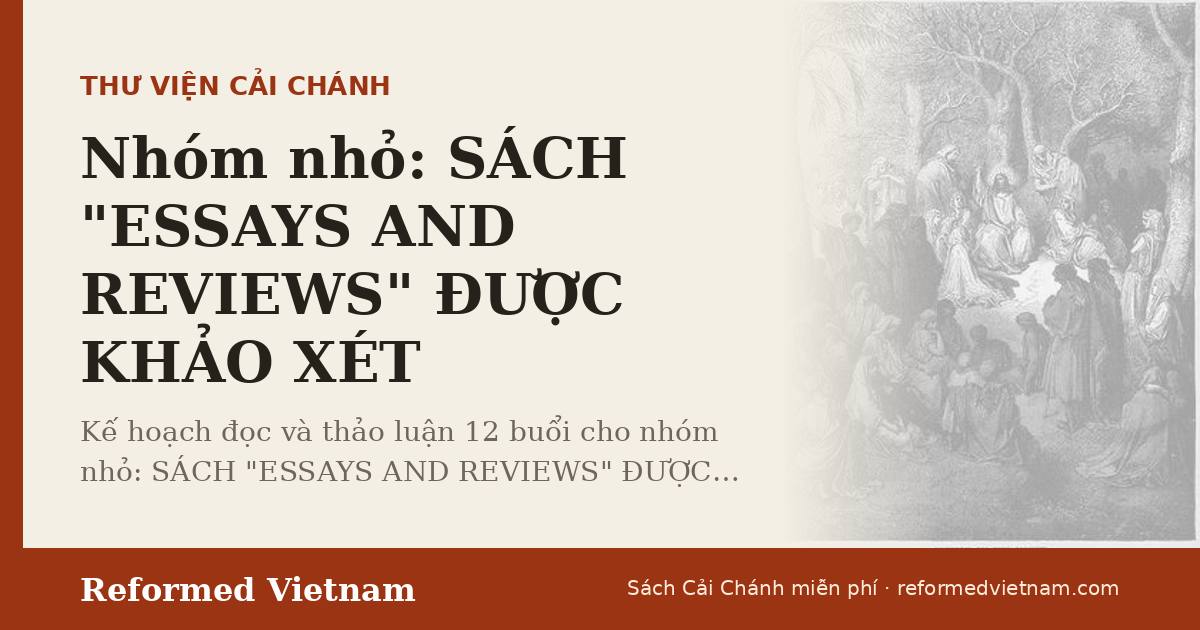 THƯ VIỆN CẢI CHÁNH
Nhóm nhỏ: SÁCH
"ESSAYS AND
REVIEWS" ĐƯỢC
KHẢO XÉT
Kế hoạch đọc và thảo luận 12 buổi cho nhóm
nhỏ: SÁCH "ESSAYS AND REVIEWS" ĐƯỢC...
Reformed Vietnam
Sách Cải Chánh miễn phí · reformedvietnam.com